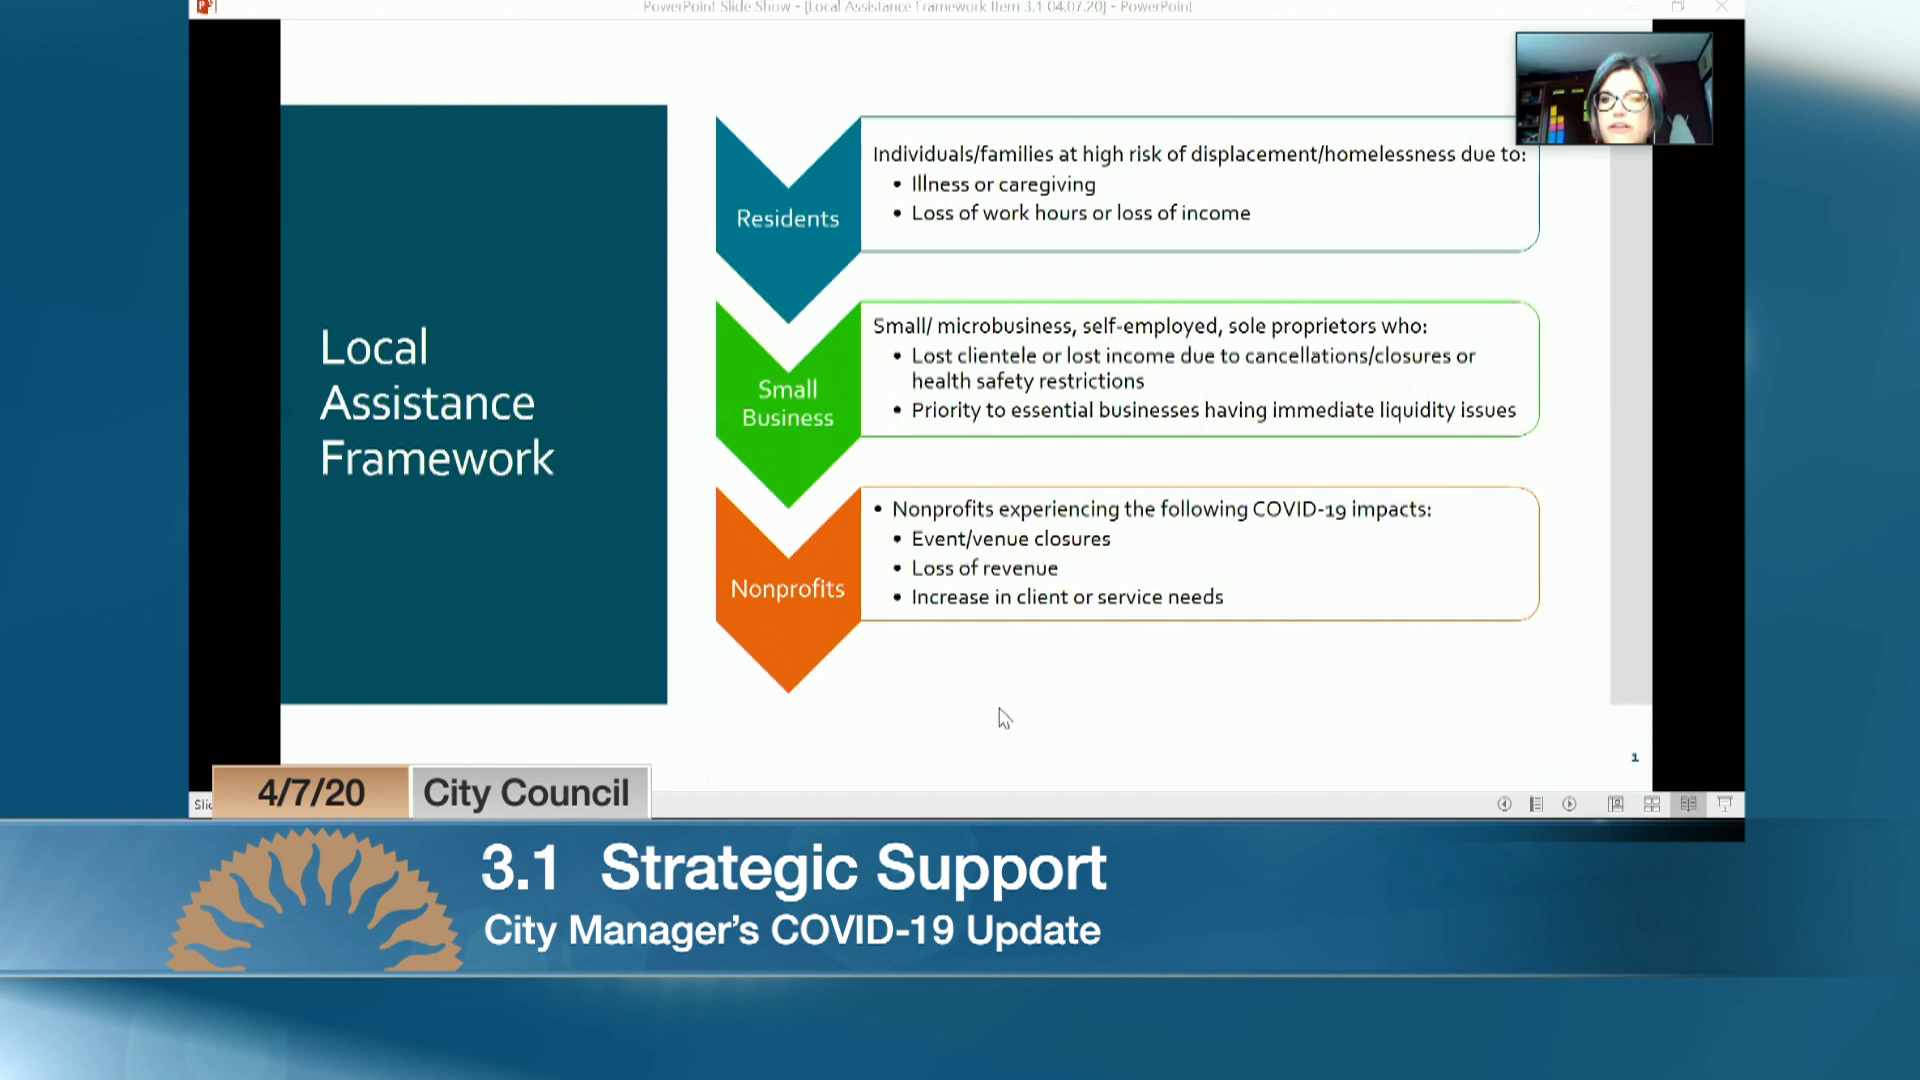 PowerPoint Slide Show - [Local Assistance Framework Item 3.1 04.07.20] - PowerPoint
Local
Assistance
Framework
Residents
Individuals/families at high risk of displacement/homelessness due to:
• Illness or caregiving
• Loss of work hours or loss of income
Small
Business
Small/ microbusiness, self-employed, sole proprietors who:
• Lost clientele or lost income due to cancellations/closures or
health safety restrictions
• Priority to essential businesses having immediate liquidity issues
Nonprofits
• Nonprofits experiencing the following COVID-19 impacts:
• Event/venue closures
• Loss of revenue
• Increase in client or service needs
1
4/7/20 City Council
3.1 Strategic Support
City Manager's COVID-19 Update